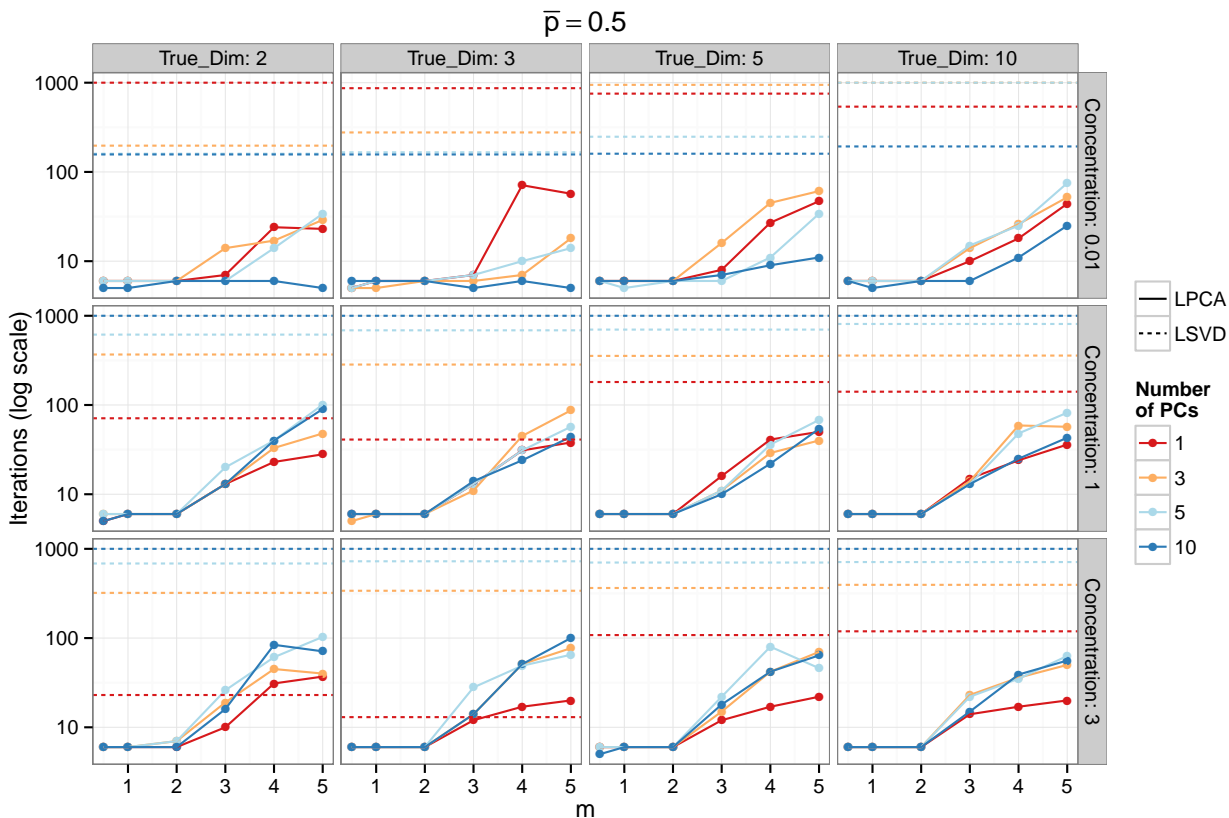 p̅ = 0.5
True_Dim: 2
True_Dim: 3
True_Dim: 5
True_Dim: 10
1000
100
10
Concentration: 0.01
1000
100
10
Concentration: 1
1000
100
10
Concentration: 3
Iterations (log scale)
1 2 3 4 5
1 2 3 4 5
1 2 3 4 5
1 2 3 4 5
m
LPCA
LSVD
Number
of PCs
1
3
5
10